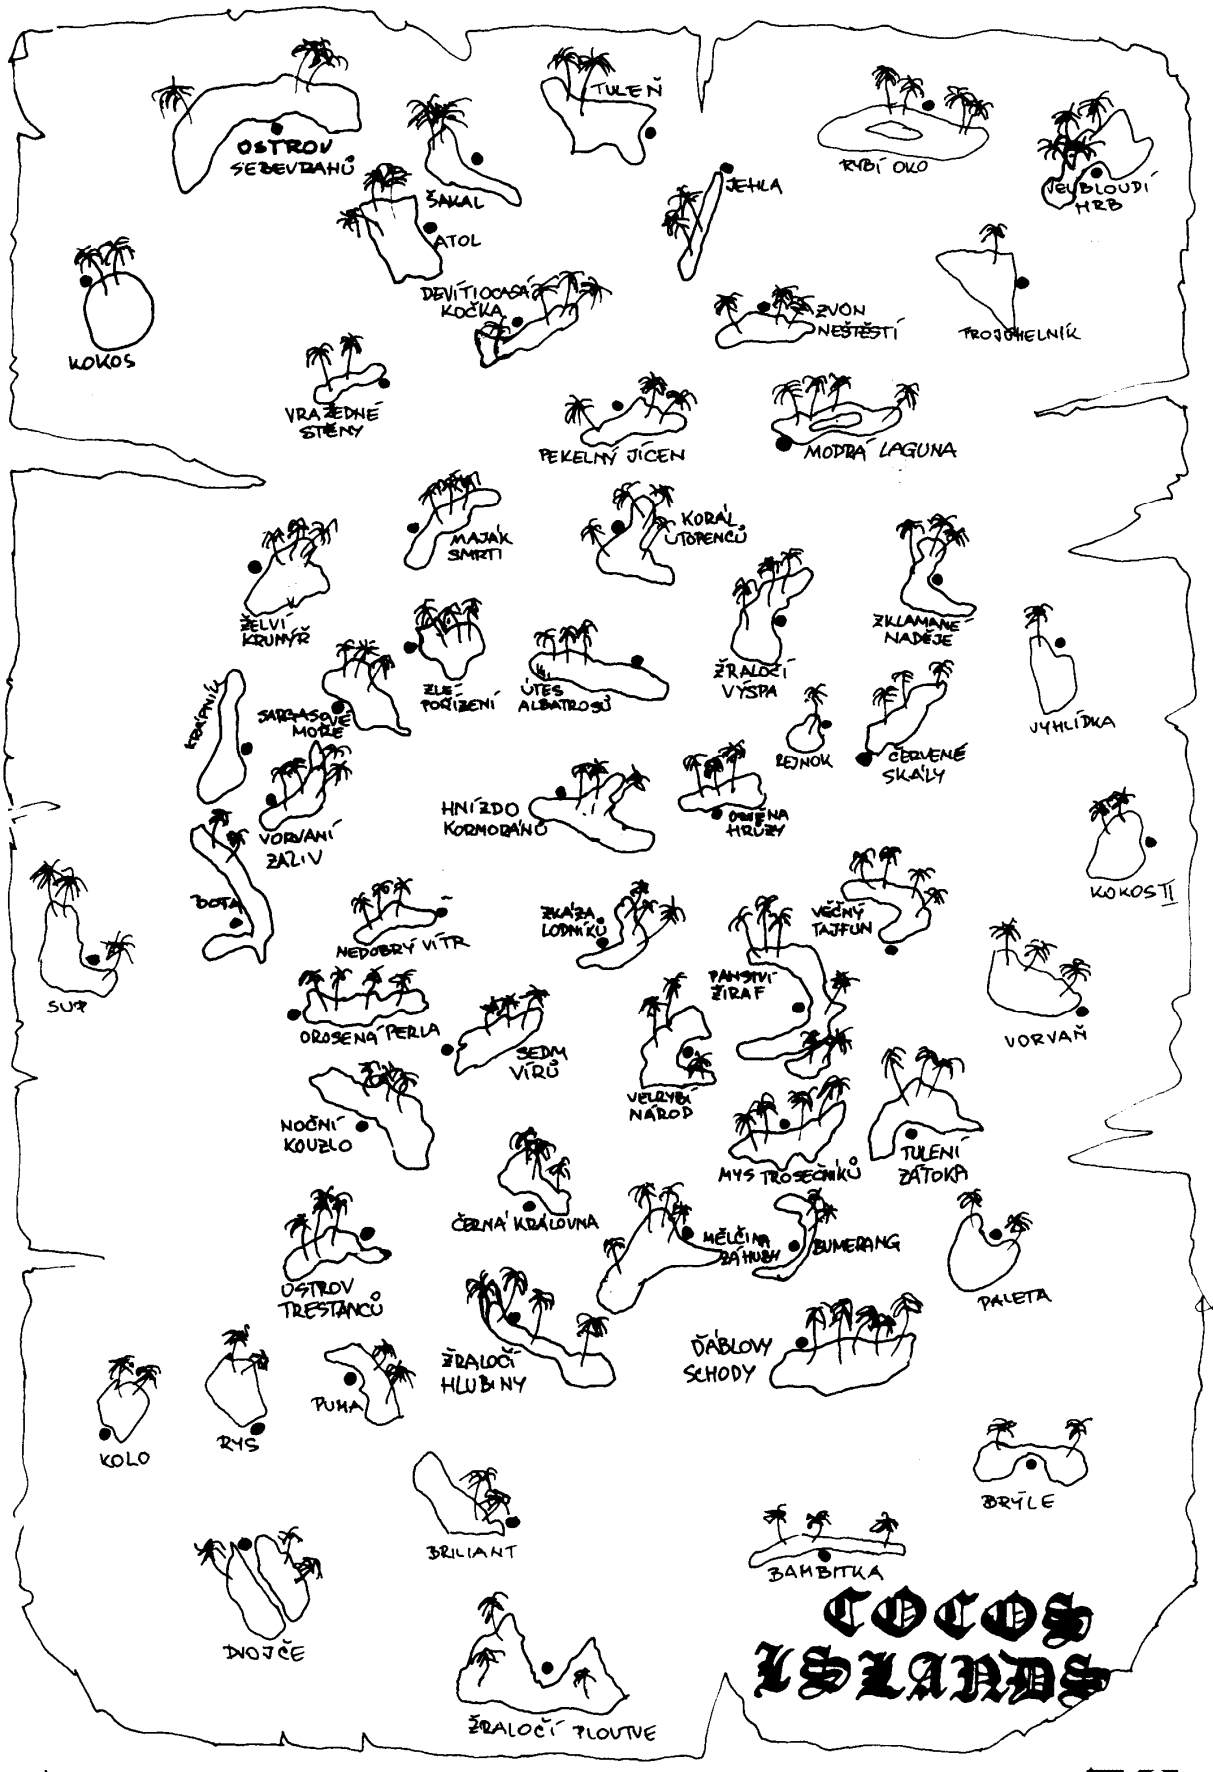 TULEŇ
OSTROV
SEBEVRAHŮ
RYBÍ OKO
JEHLA
VELBLOUDÍ
HRB
ŠAKAL
ATOL
DEVÍTIOCASÁ
KOČKA
ZVON
NEŠTĚSTÍ
TROJÚHELNÍK
KOKOS
VRAŽEDNÉ
STĚNY
PEKELNÝ JÍCEN
MODRÁ LAGUNA
KORÁL
UTOPENCŮ
MAJÁK
SMRTI
ŽELVÍ
KRUNÝŘ
ZKLAMANÉ
NADĚJE
ŽRALOČÍ
VÝSPA
ZLÉ
POŘÍZENÍ
ÚTES
ALBATROSŮ
KRÁPNÍK
SARGASOVÉ
MOŘE
VYHLÍDKA
REJNOK
ČERVENÉ
SKÁLY
HNÍZDO
KORMORÁNŮ
HRŮZY
VORVANÍ
ZÁLIV
KOKOS II
BOTA
NEDOBRÝ VÍTR
ZKÁZA
LODNÍKŮ
VĚČNÝ
TAJFUN
PANSTVÍ
ŽIRAF
SUP
OROSENÁ PERLA
VORVAŇ
SEDM
VÍRŮ
VELRYBÍ
NÁROD
NOČNÍ
KOUZLO
MYS TROSEČNÍKŮ
TULENÍ
ZÁTOKA
ČERNÁ KRÁLOVNA
MĚLČINA
ZÁHUBY
BUMERANG
OSTROV
TRESTANCŮ
PALETA
ŽRALOČÍ
HLUBINY
ĎÁBLOVY
SCHODY
PUMA
RYS
KOLO
BRÝLE
BRILIANT
BAMBITKA
DVOJČE
ŽRALOČÍ PLOUTVE
COCOS
ISLANDS